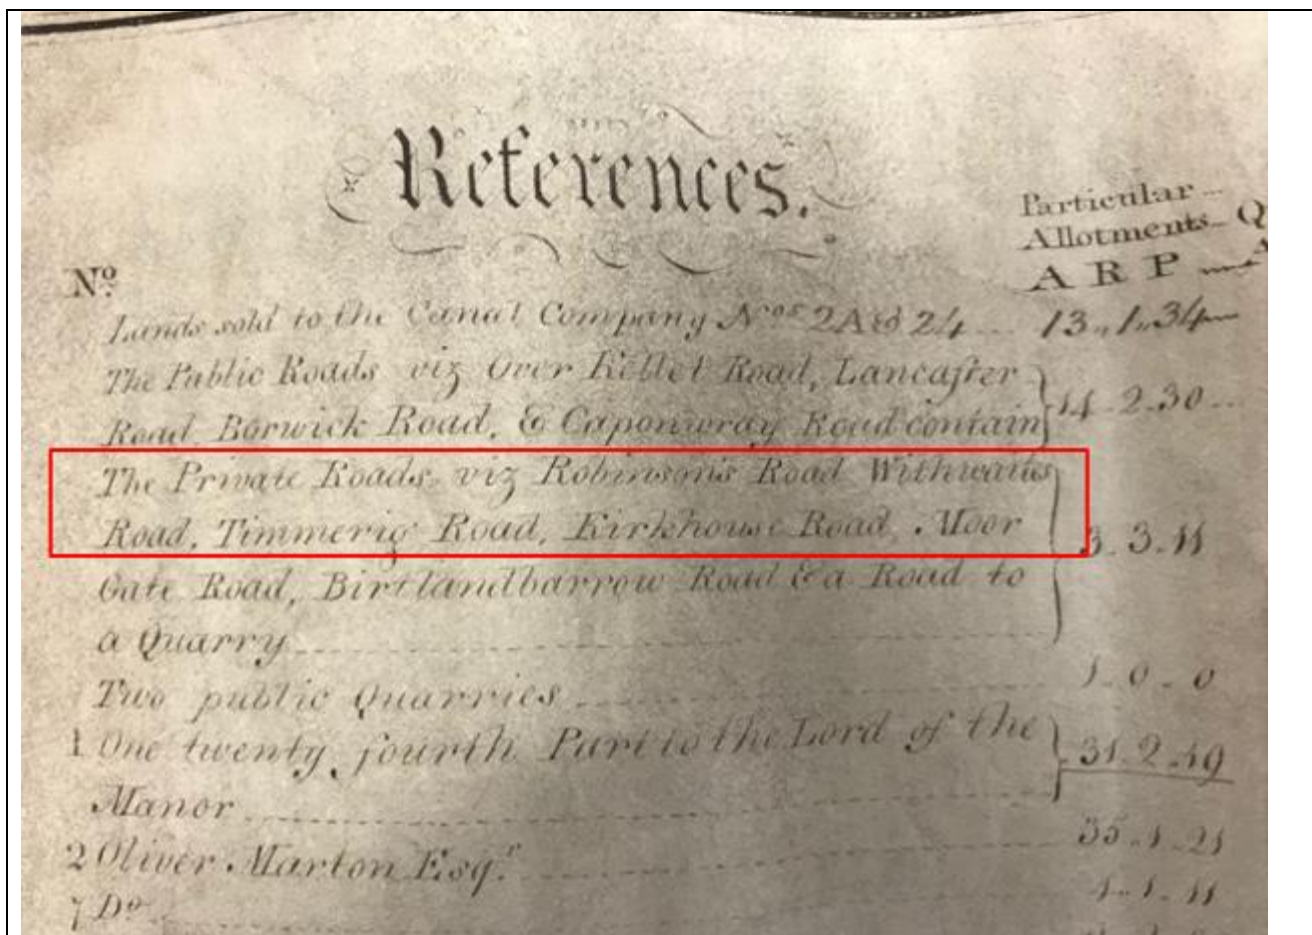 References.
Particular
Allotments Q
Nº
A R P A
Lands sold to the Canal Company Nos 2A & 24 13,,1,,34
The Public Roads viz Over Kellet Road, Lancaster
Road, Borwick Road, & Caponwray Road contain 14-2-30
The Private Roads, viz Robinson's Road Withwaits
Road, Timmerig Road, Kirkhouse Road, Moor
3-3-11
Gate Road, Birtlandbarrow Road & a Road to
a Quarry
Two public Quarries 1-0-0
1 One twenty fourth Part to the Lord of the
31-2-19
Manor
35-1-21
2 Oliver Marton Esqr
7 Do 1-1-11